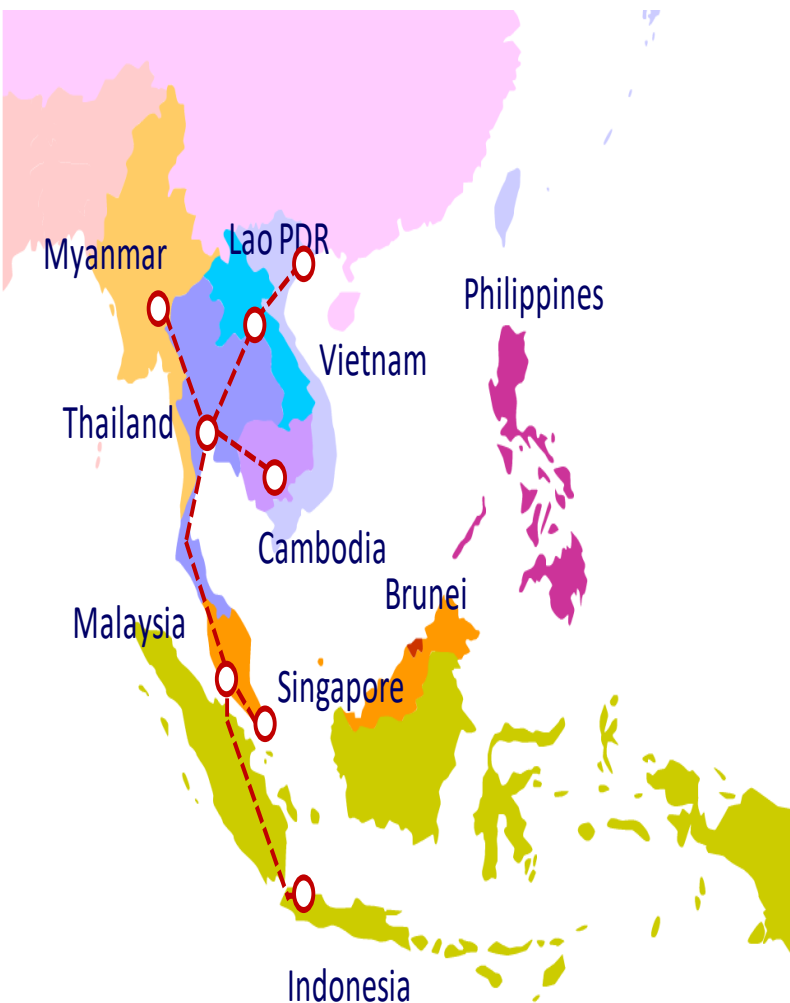 Lao PDR
Myanmar
Philippines
Vietnam
Thailand
Cambodia
Brunei
Malaysia
Singapore
Indonesia